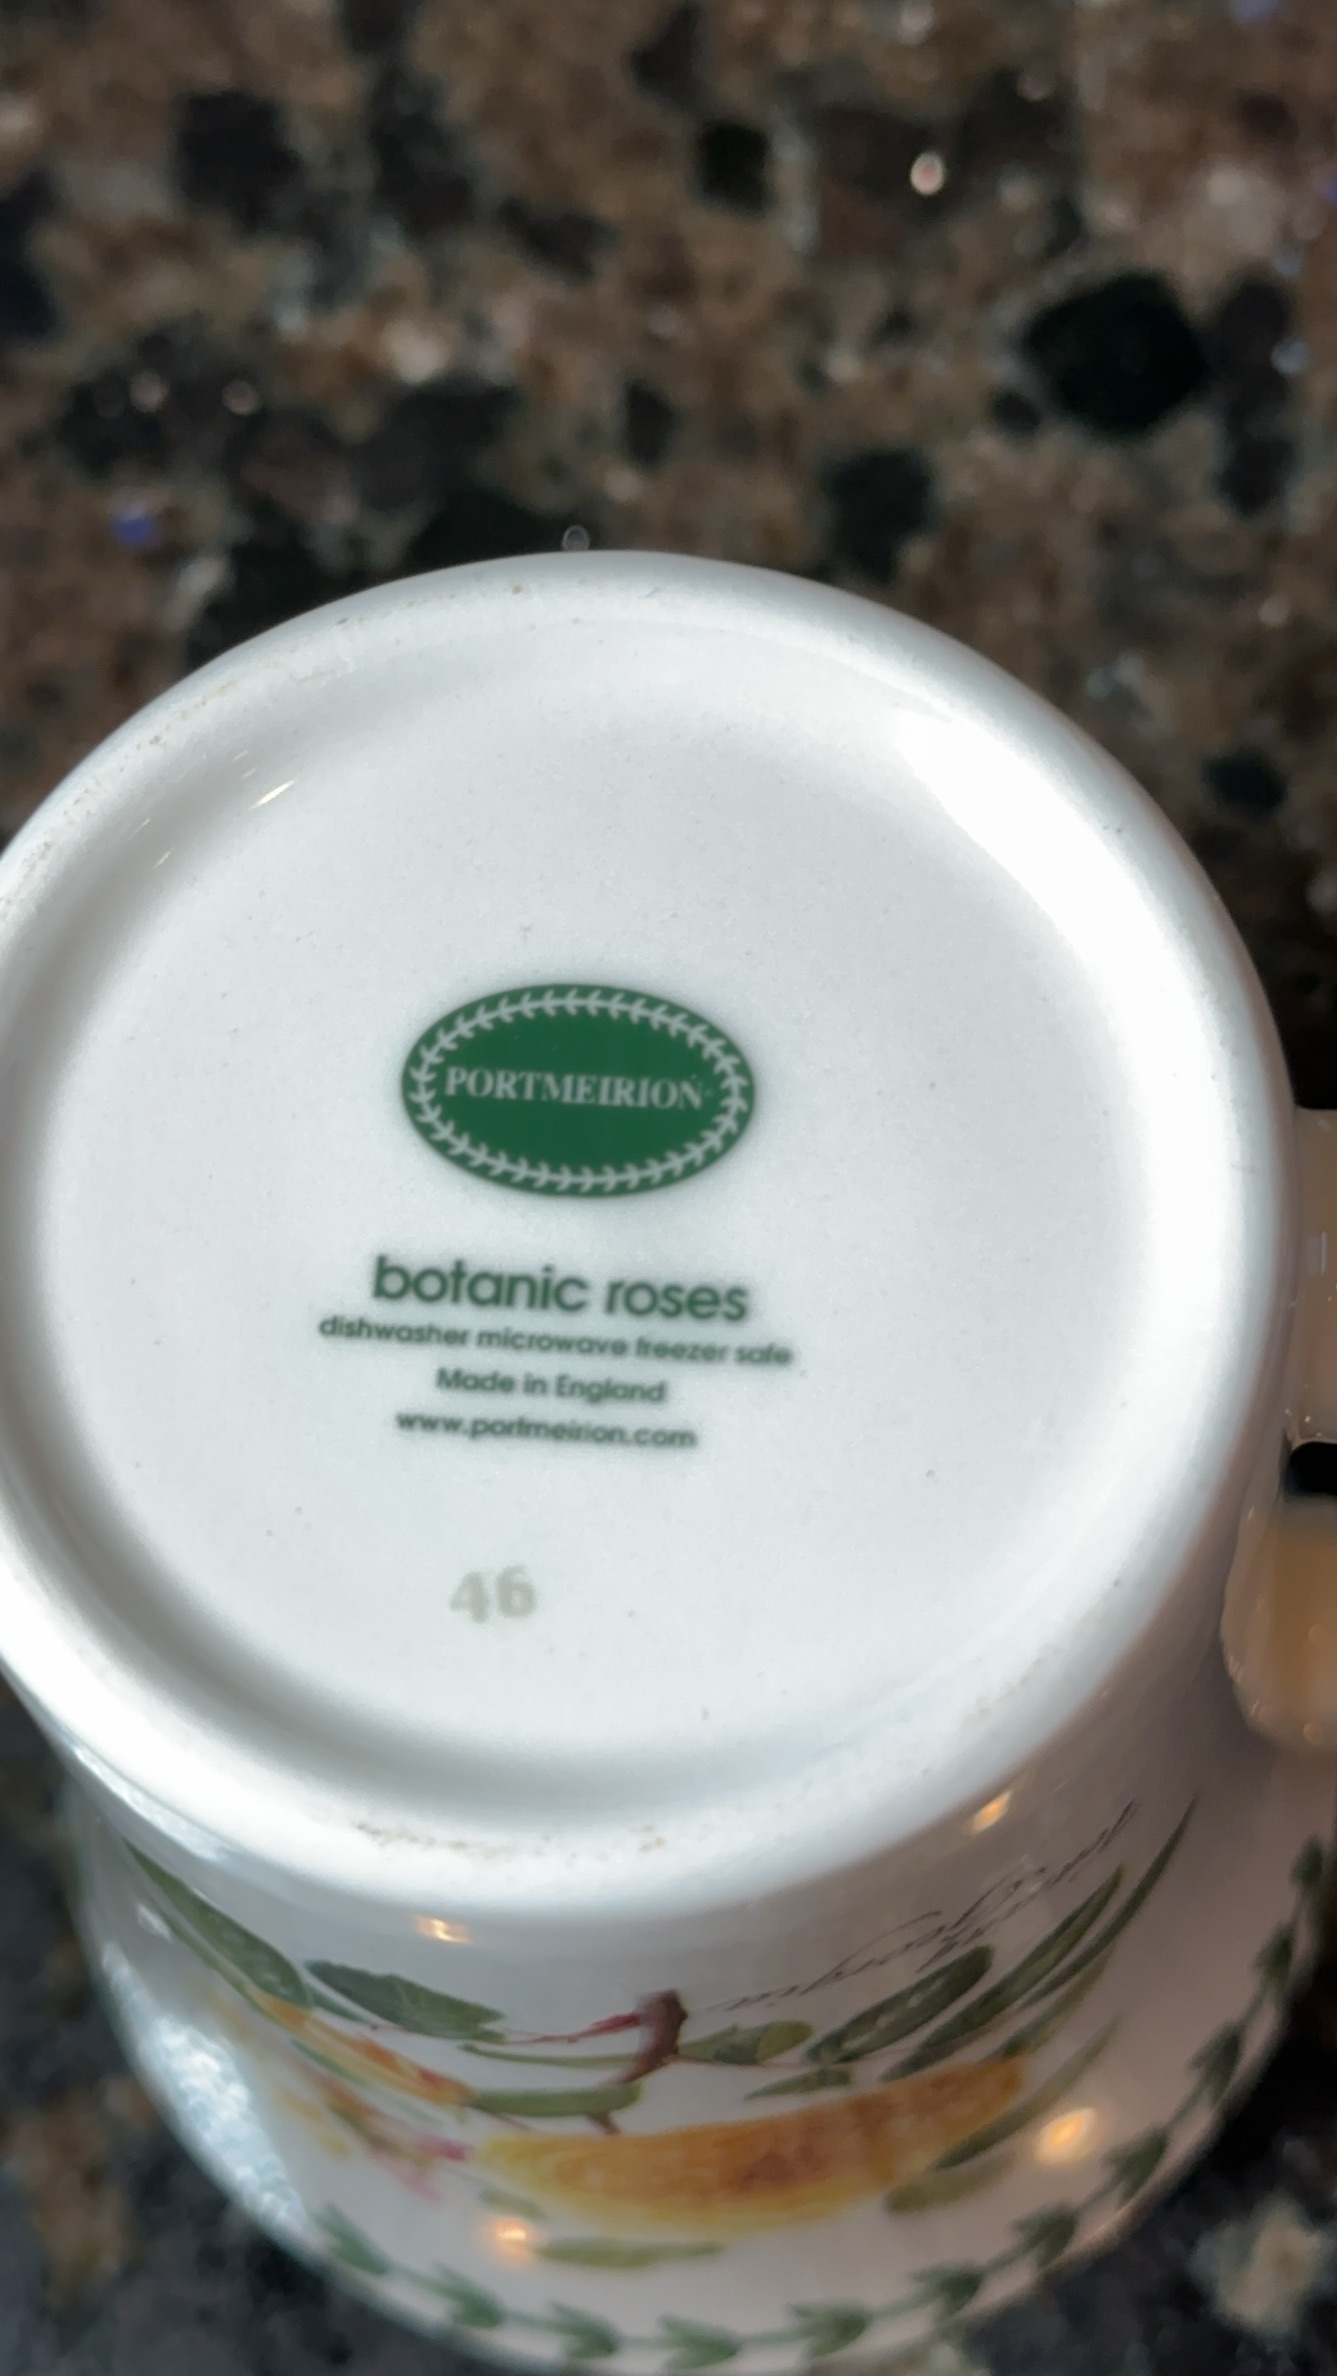 PORTMEIRION
botanic roses
dishwasher microwave freezer safe
Made in England
www.portmeirion.com
46